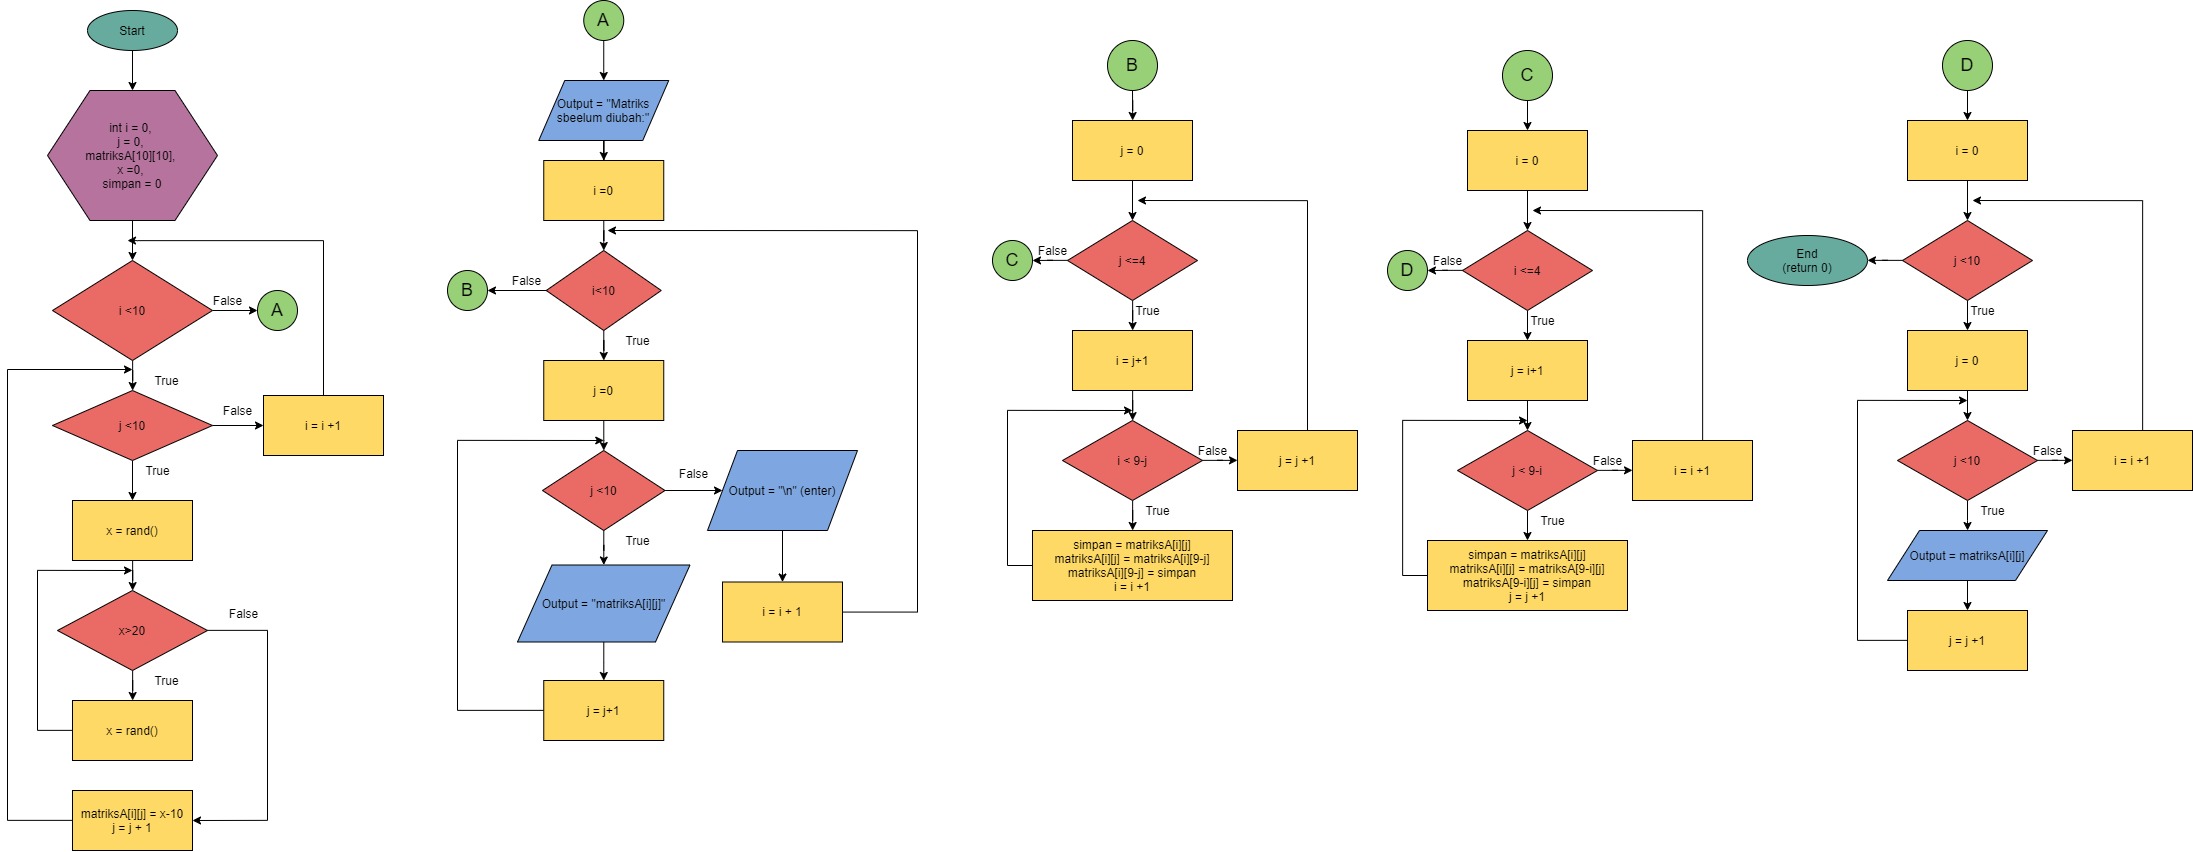 Start
int i = 0,
j = 0,
matriksA[10][10],
x =0,
simpan = 0
i <10
False
A
True
j <10
False
i = i +1
True
x = rand()
x>20
False
True
x = rand()
matriksA[i][j] = x-10
j = j + 1
A
Output = "Matriks
sbeelum diubah:"
i =0
i<10
False
B
True
j =0
j <10
False
Output = "\n" (enter)
i = i + 1
True
Output = "matriksA[i][j]"
j = j+1
B
j = 0
j <=4
False
C
True
i = j+1
i < 9-j
False
j = j +1
True
simpan = matriksA[i][j]
matriksA[i][j] = matriksA[i][9-j]
matriksA[i][9-j] = simpan
i = i +1
C
i = 0
i <=4
False
D
True
j = i+1
j < 9-i
False
i = i +1
True
simpan = matriksA[i][j]
matriksA[i][j] = matriksA[9-i][j]
matriksA[9-i][j] = simpan
j = j +1
D
i = 0
j <10
End
(return 0)
True
j = 0
j <10
False
i = i +1
True
Output = matriksA[i][j]
j = j +1